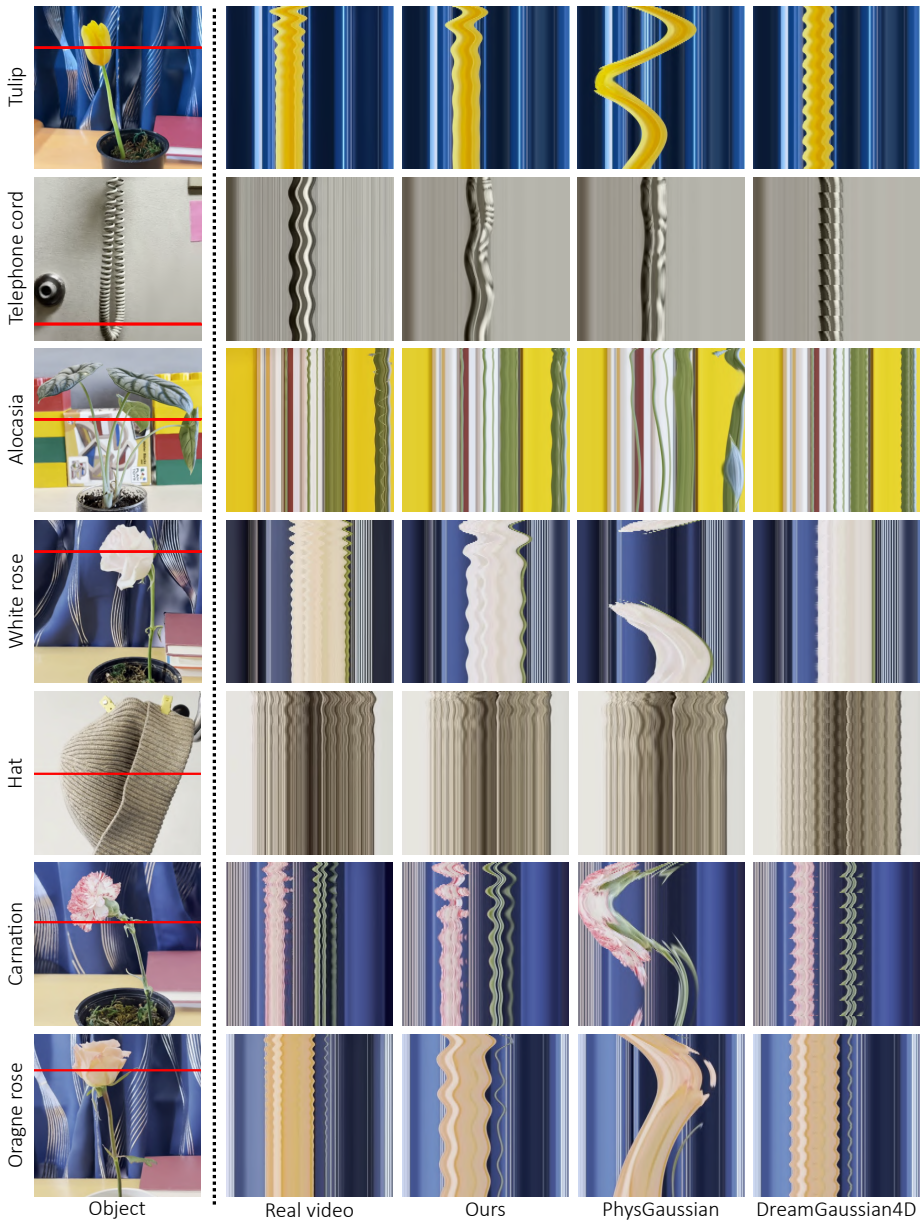 Tulip
Telephone cord
Alocasia
White rose
Hat
Carnation
Oragne rose
Object
Real video
Ours
PhysGaussian
DreamGaussian4D